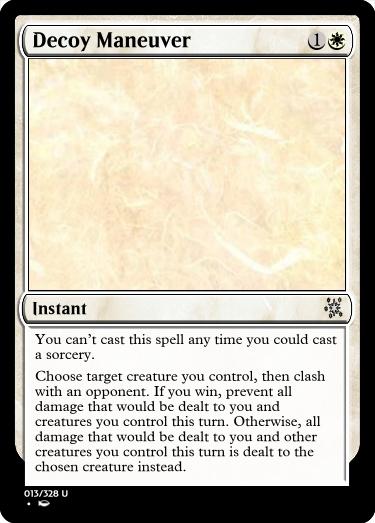 Decoy Maneuver 1
Instant
You can't cast this spell any time you could cast
a sorcery.
Choose target creature you control, then clash
with an opponent. If you win, prevent all
damage that would be dealt to you and
creatures you control this turn. Otherwise, all
damage that would be dealt to you and other
creatures you control this turn is dealt to the
chosen creature instead.
013/328 U